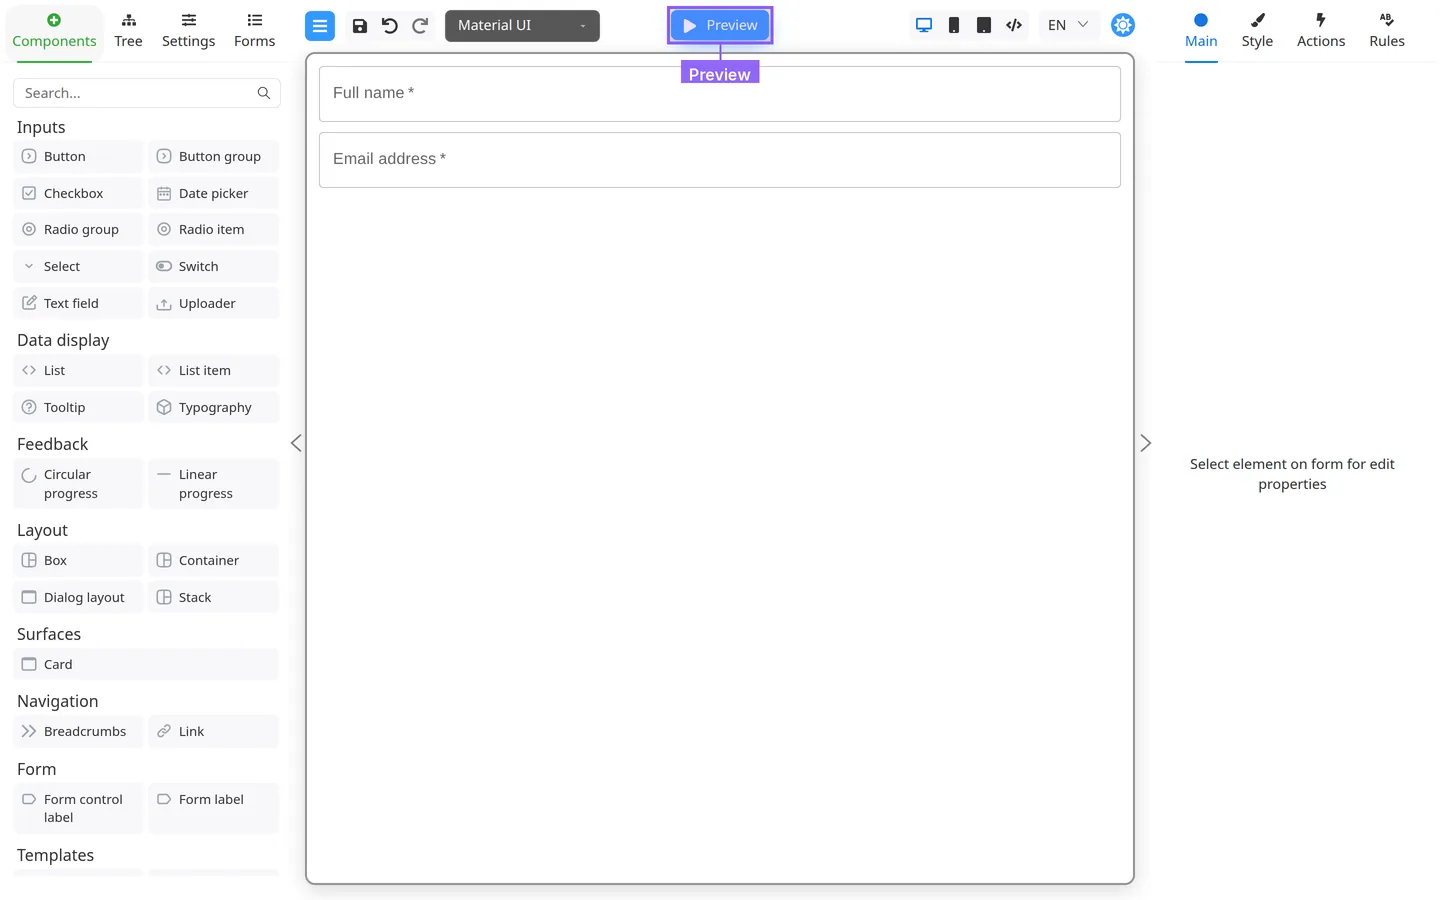 Components
Tree
Settings
Forms
Material UI
Preview
EN
Main
Style
Actions
Rules
Preview
Search...
Full name *
Email address *
Inputs
Button
Button group
Checkbox
Date picker
Radio group
Radio item
Select
Switch
Text field
Uploader
Data display
List
List item
Tooltip
Typography
Feedback
Circular
progress
Linear
progress
Layout
Box
Container
Dialog layout
Stack
Surfaces
Card
Navigation
Breadcrumbs
Link
Form
Form control
label
Form label
Templates
Select element on form for edit
properties